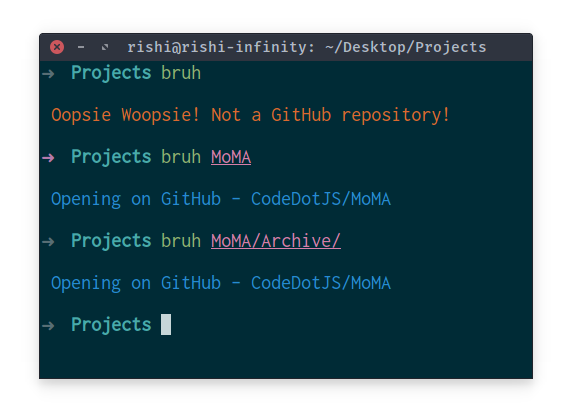 rishi@rishi-infinity: ~/Desktop/Projects
→ Projects bruh
Oopsie Woopsie! Not a GitHub repository!
→ Projects bruh MoMA
Opening on GitHub - CodeDotJS/MoMA
→ Projects bruh MoMA/Archive/
Opening on GitHub - CodeDotJS/MoMA
→ Projects